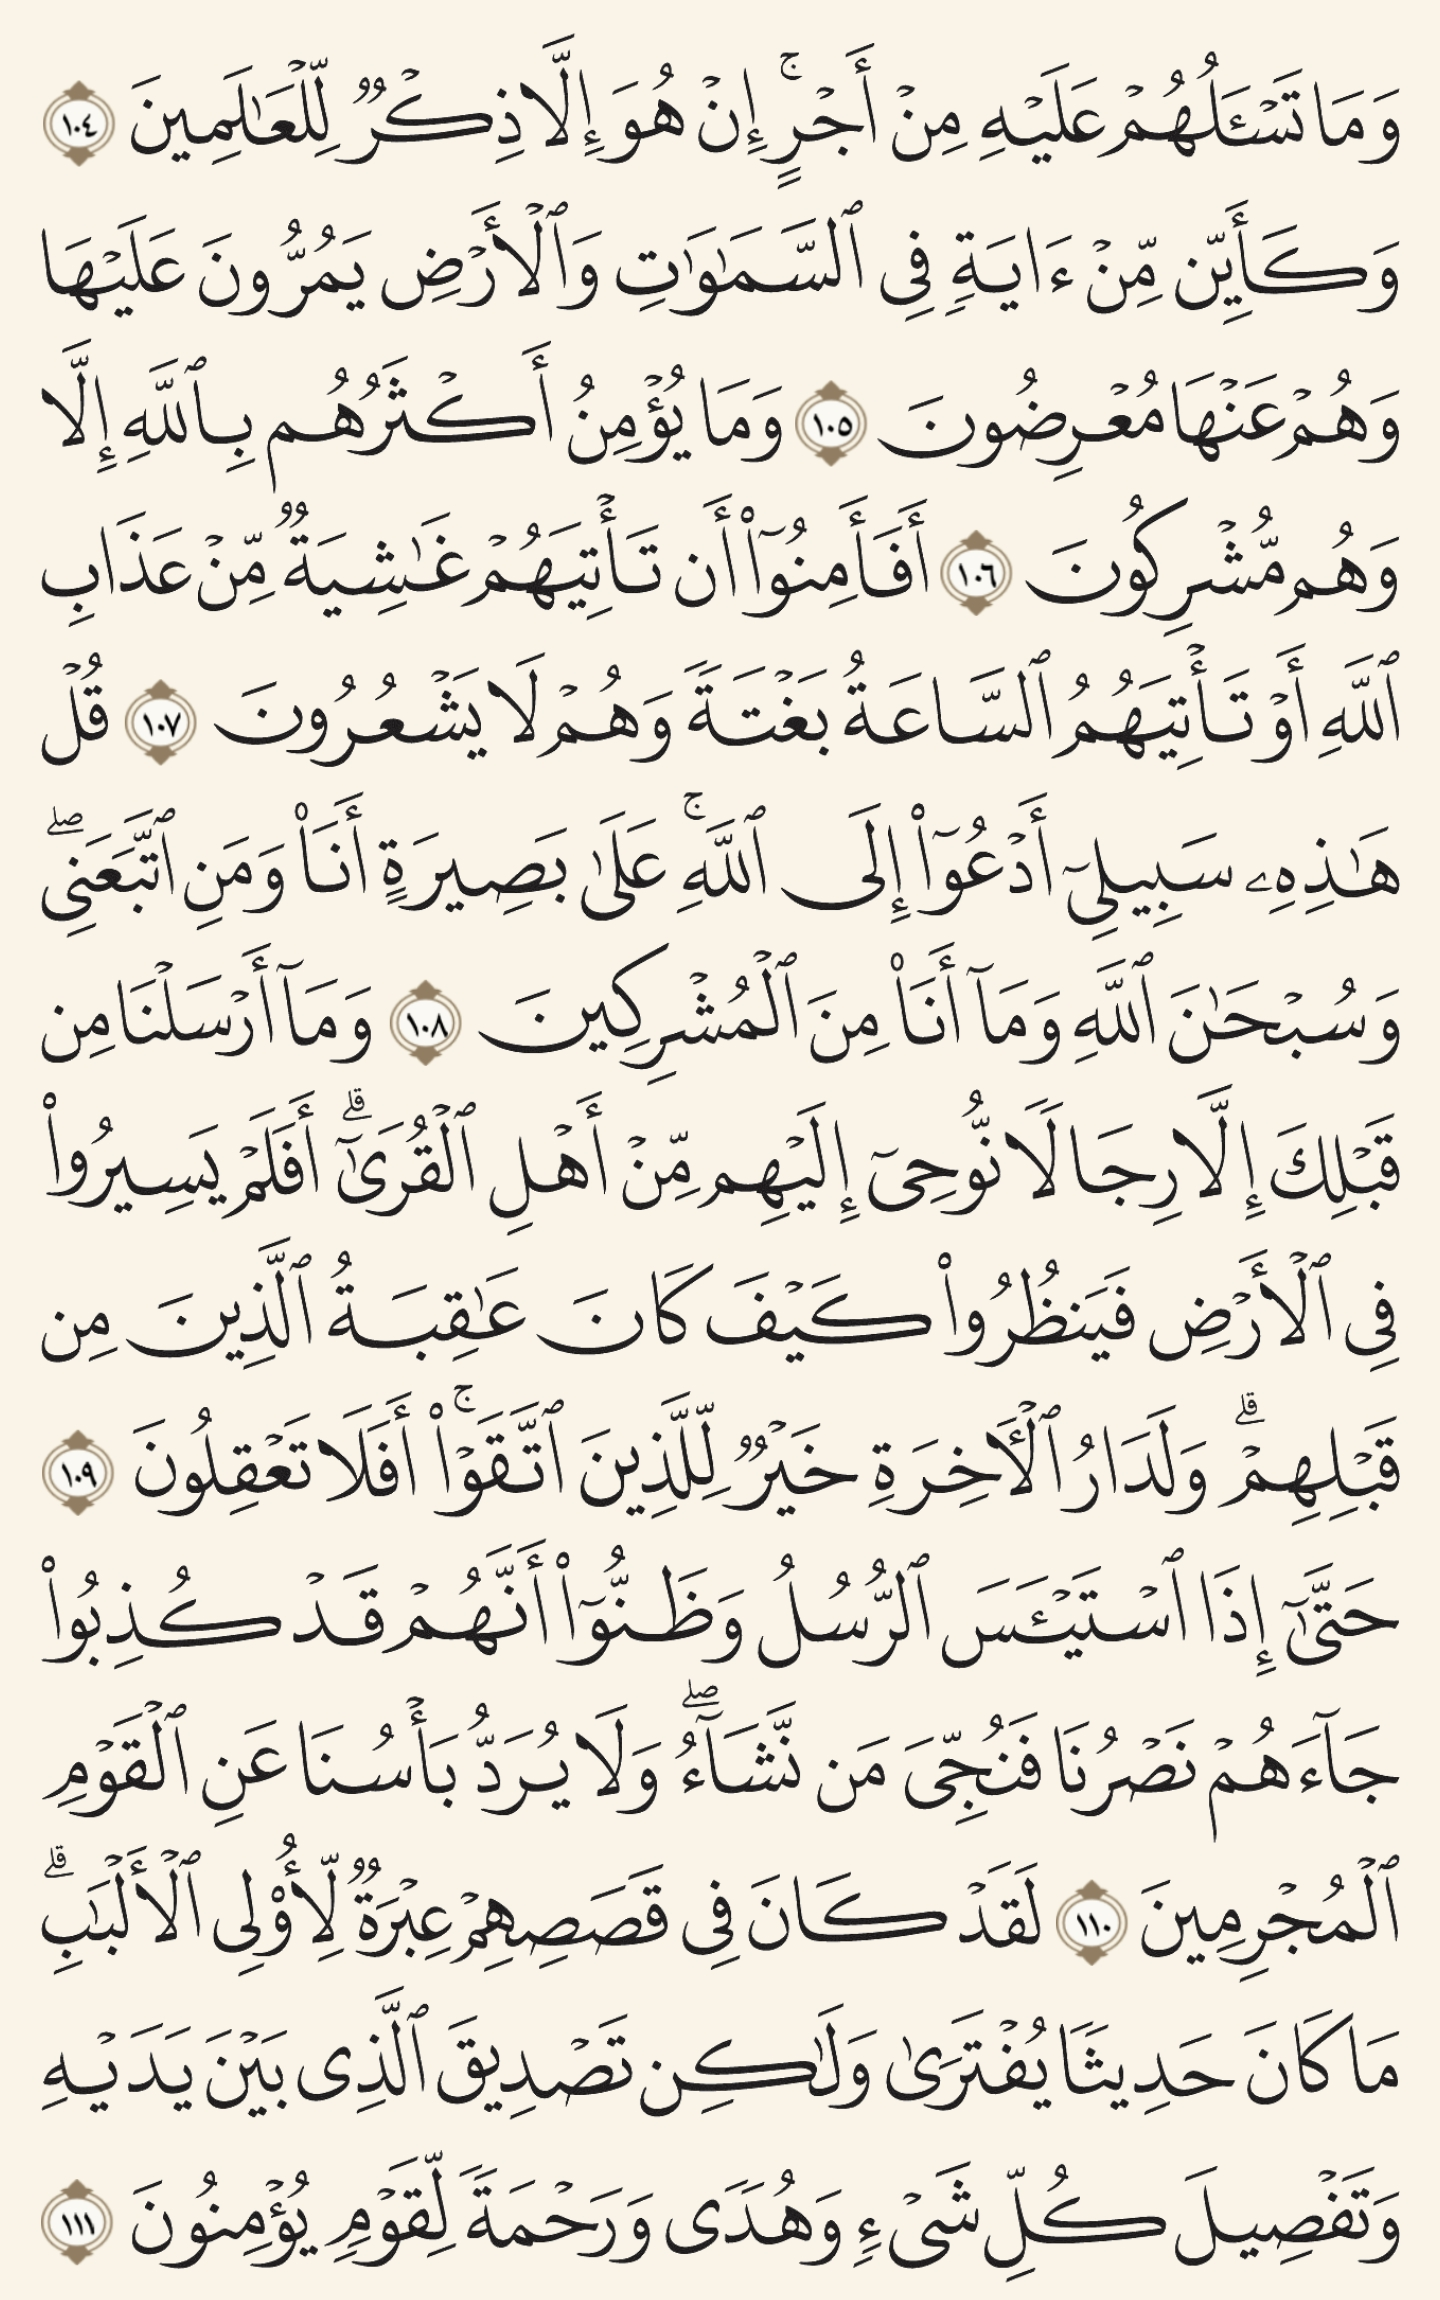 وَمَا تَسْـَٔلُهُمْ عَلَيْهِ مِنْ أَجْرٍ ۚ إِنْ هُوَ إِلَّا ذِكْرٌ لِّلْعَـٰلَمِينَ ١٠٤
وَكَأَيِّن مِّنْ ءَايَةٍ فِى ٱلسَّمَـٰوَٰتِ وَٱلْأَرْضِ يَمُرُّونَ عَلَيْهَا
وَهُمْ عَنْهَا مُعْرِضُونَ ١٠٥ وَمَا يُؤْمِنُ أَكْثَرُهُم بِٱللَّهِ إِلَّا
وَهُم مُّشْرِكُونَ ١٠٦ أَفَأَمِنُوٓا۟ أَن تَأْتِيَهُمْ غَـٰشِيَةٌ مِّنْ عَذَابِ
ٱللَّهِ أَوْ تَأْتِيَهُمُ ٱلسَّاعَةُ بَغْتَةً وَهُمْ لَا يَشْعُرُونَ ١٠٧ قُلْ
هَـٰذِهِۦ سَبِيلِىٓ أَدْعُوٓا۟ إِلَى ٱللَّهِ ۚ عَلَىٰ بَصِيرَةٍ أَنَا۠ وَمَنِ ٱتَّبَعَنِى ۖ
وَسُبْحَـٰنَ ٱللَّهِ وَمَآ أَنَا۠ مِنَ ٱلْمُشْرِكِينَ ١٠٨ وَمَآ أَرْسَلْنَا مِن
قَبْلِكَ إِلَّا رِجَالًا نُّوحِىٓ إِلَيْهِم مِّنْ أَهْلِ ٱلْقُرَىٰٓ ۗ أَفَلَمْ يَسِيرُوا۟
فِى ٱلْأَرْضِ فَيَنظُرُوا۟ كَيْفَ كَانَ عَـٰقِبَةُ ٱلَّذِينَ مِن
قَبْلِهِمْ ۗ وَلَدَارُ ٱلْـَٔاخِرَةِ خَيْرٌ لِّلَّذِينَ ٱتَّقَوْا۟ ۚ أَفَلَا تَعْقِلُونَ ١٠٩
حَتَّىٰٓ إِذَا ٱسْتَيْـَٔسَ ٱلرُّسُلُ وَظَنُّوٓا۟ أَنَّهُمْ قَدْ كُذِبُوا۟
جَآءَهُمْ نَصْرُنَا فَنُجِّىَ مَن نَّشَآءُ ۖ وَلَا يُرَدُّ بَأْسُنَا عَنِ ٱلْقَوْمِ
ٱلْمُجْرِمِينَ ١١٠ لَقَدْ كَانَ فِى قَصَصِهِمْ عِبْرَةٌ لِّأُو۟لِى ٱلْأَلْبَـٰبِ ۗ
مَا كَانَ حَدِيثًا يُفْتَرَىٰ وَلَـٰكِن تَصْدِيقَ ٱلَّذِى بَيْنَ يَدَيْهِ
وَتَفْصِيلَ كُلِّ شَىْءٍ وَهُدًى وَرَحْمَةً لِّقَوْمٍ يُؤْمِنُونَ ١١١